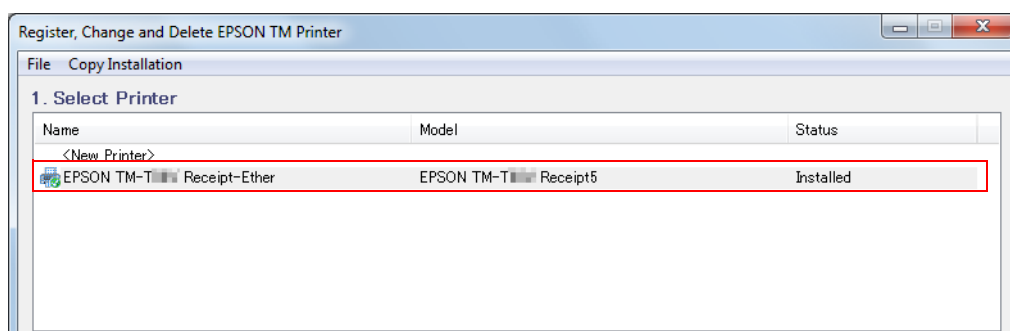 Register, Change and Delete EPSON TM Printer
File Copy Installation
1. Select Printer
Name Model Status
<New Printer>
EPSON TM-T Receipt-Ether EPSON TM-T Receipt5 Installed